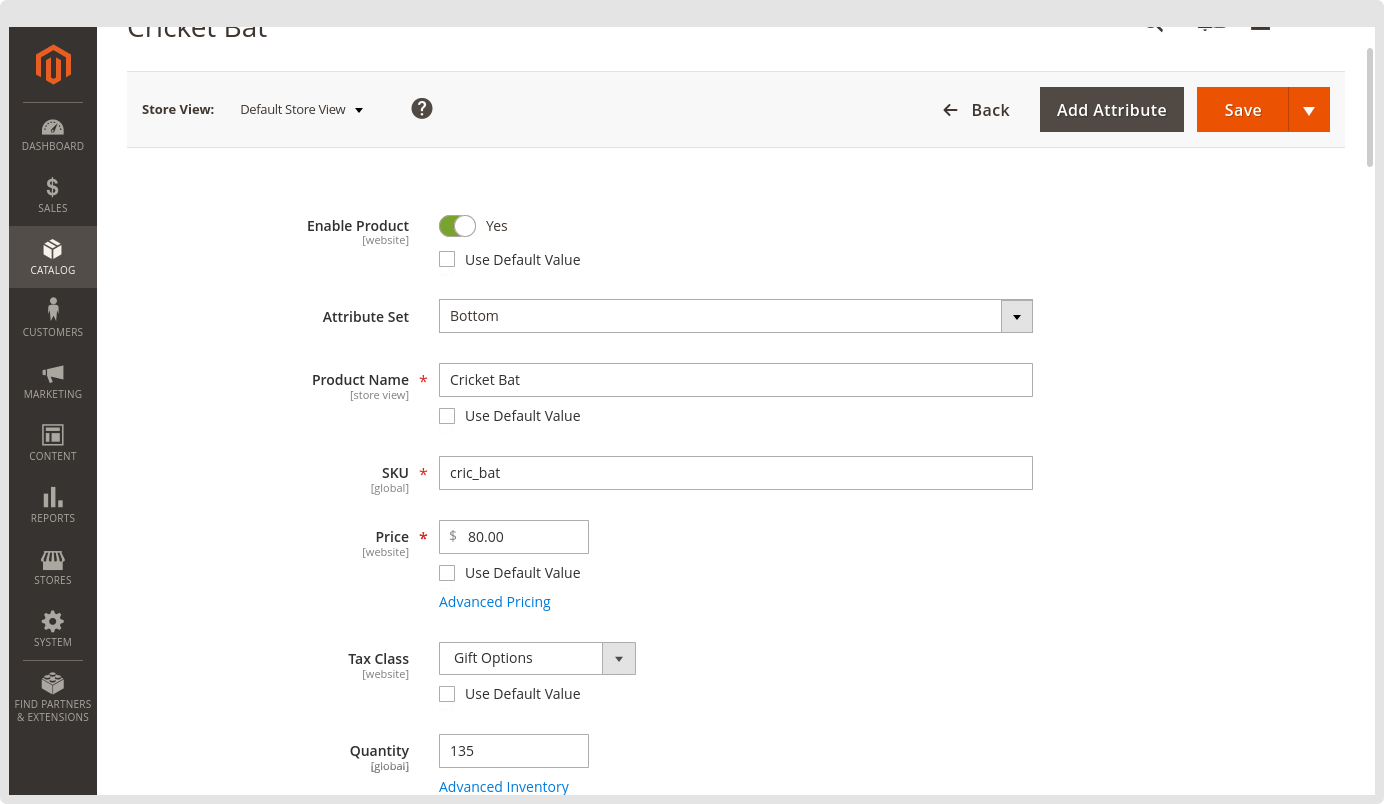 Cricket Bat
Store View: Default Store View ? Back Add Attribute Save
DASHBOARD
SALES
CATALOG
CUSTOMERS
MARKETING
CONTENT
REPORTS
STORES
SYSTEM
FIND PARTNERS
& EXTENSIONS
Enable Product Yes
[website]
Use Default Value
Attribute Set Bottom
Product Name * Cricket Bat
[store view]
Use Default Value
SKU * cric_bat
[global]
Price * $ 80.00
[website]
Use Default Value
Advanced Pricing
Tax Class Gift Options
[website]
Use Default Value
Quantity 135
[global]
Advanced Inventory